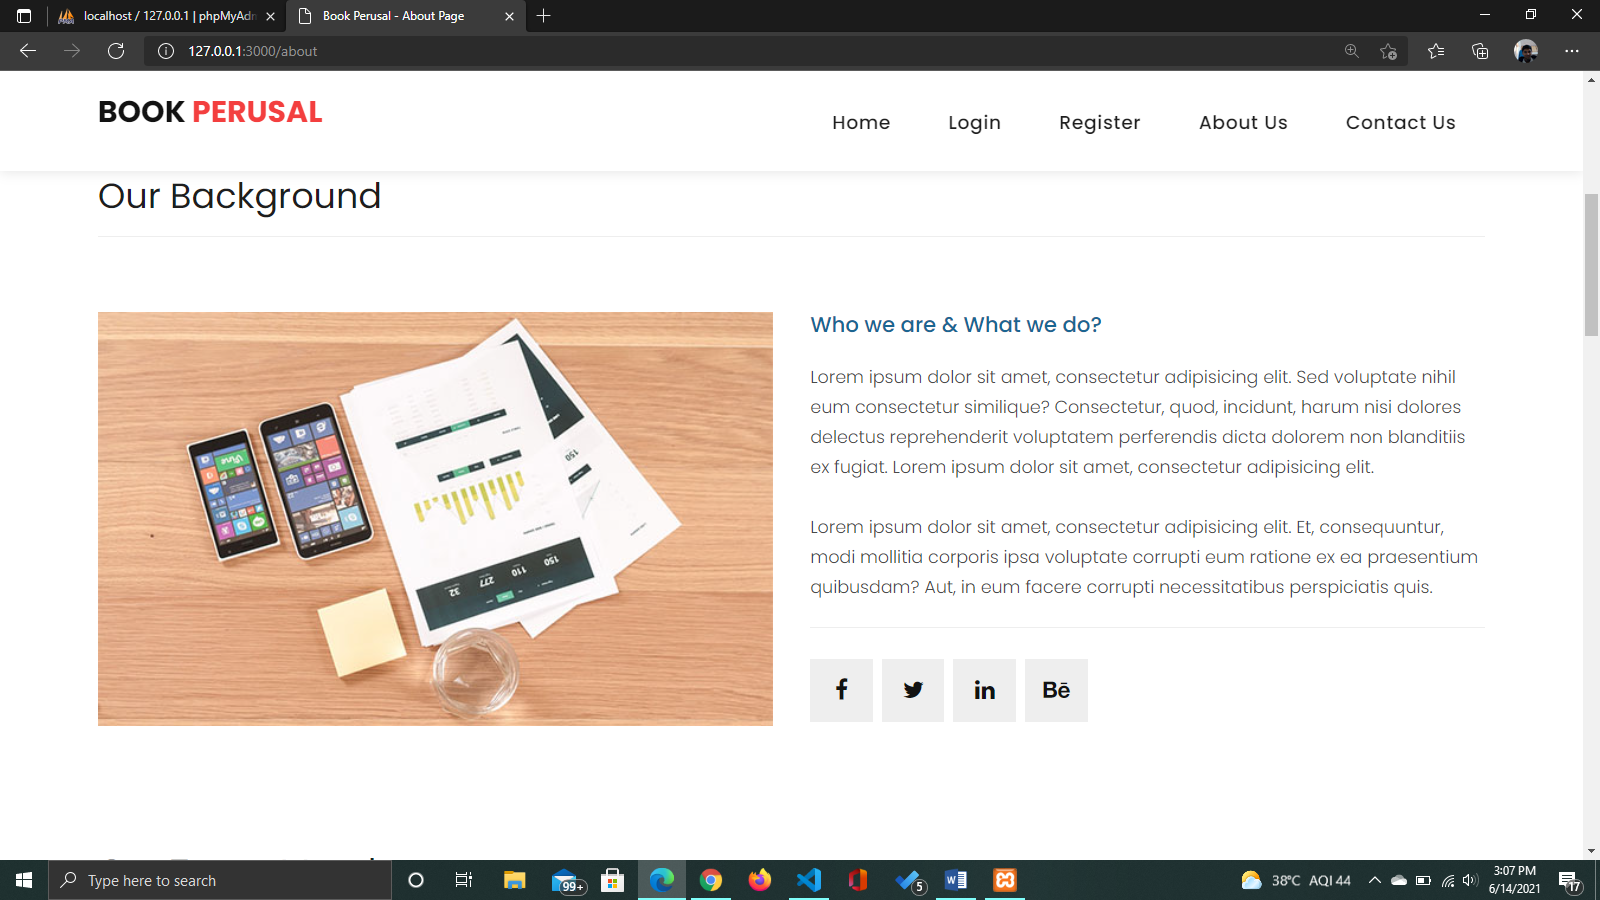 localhost / 127.0.0.1 | phpMyAdm
Book Perusal - About Page
127.0.0.1:3000/about
BOOK PERUSAL
Home
Login
Register
About Us
Contact Us
Our Background
Who we are & What we do?
Lorem ipsum dolor sit amet, consectetur adipisicing elit. Sed voluptate nihil
eum consectetur similique? Consectetur, quod, incidunt, harum nisi dolores
delectus reprehenderit voluptatem perferendis dicta dolorem non blanditiis
ex fugiat. Lorem ipsum dolor sit amet, consectetur adipisicing elit.
Lorem ipsum dolor sit amet, consectetur adipisicing elit. Et, consequuntur,
modi mollitia corporis ipsa voluptate corrupti eum ratione ex ea praesentium
quibusdam? Aut, in eum facere corrupti necessitatibus perspiciatis quis.
150
32
277
110
150
Bē
Type here to search
99+
5
38°C AQI 44
3:07 PM
6/14/2021
17